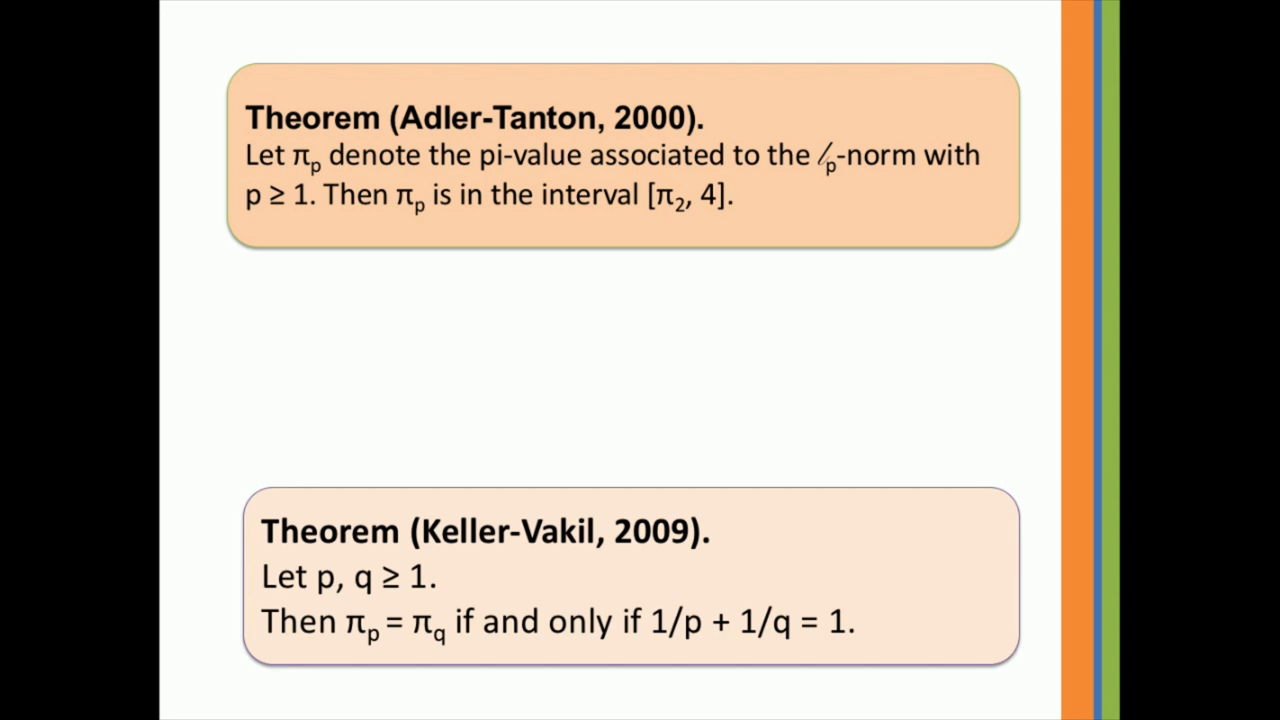 Theorem (Adler-Tanton, 2000).
Let πₚ denote the pi-value associated to the ℓₚ-norm with
p ≥ 1. Then πₚ is in the interval [π₂, 4].
Theorem (Keller-Vakil, 2009).
Let p, q ≥ 1.
Then πₚ = π_q if and only if 1/p + 1/q = 1.